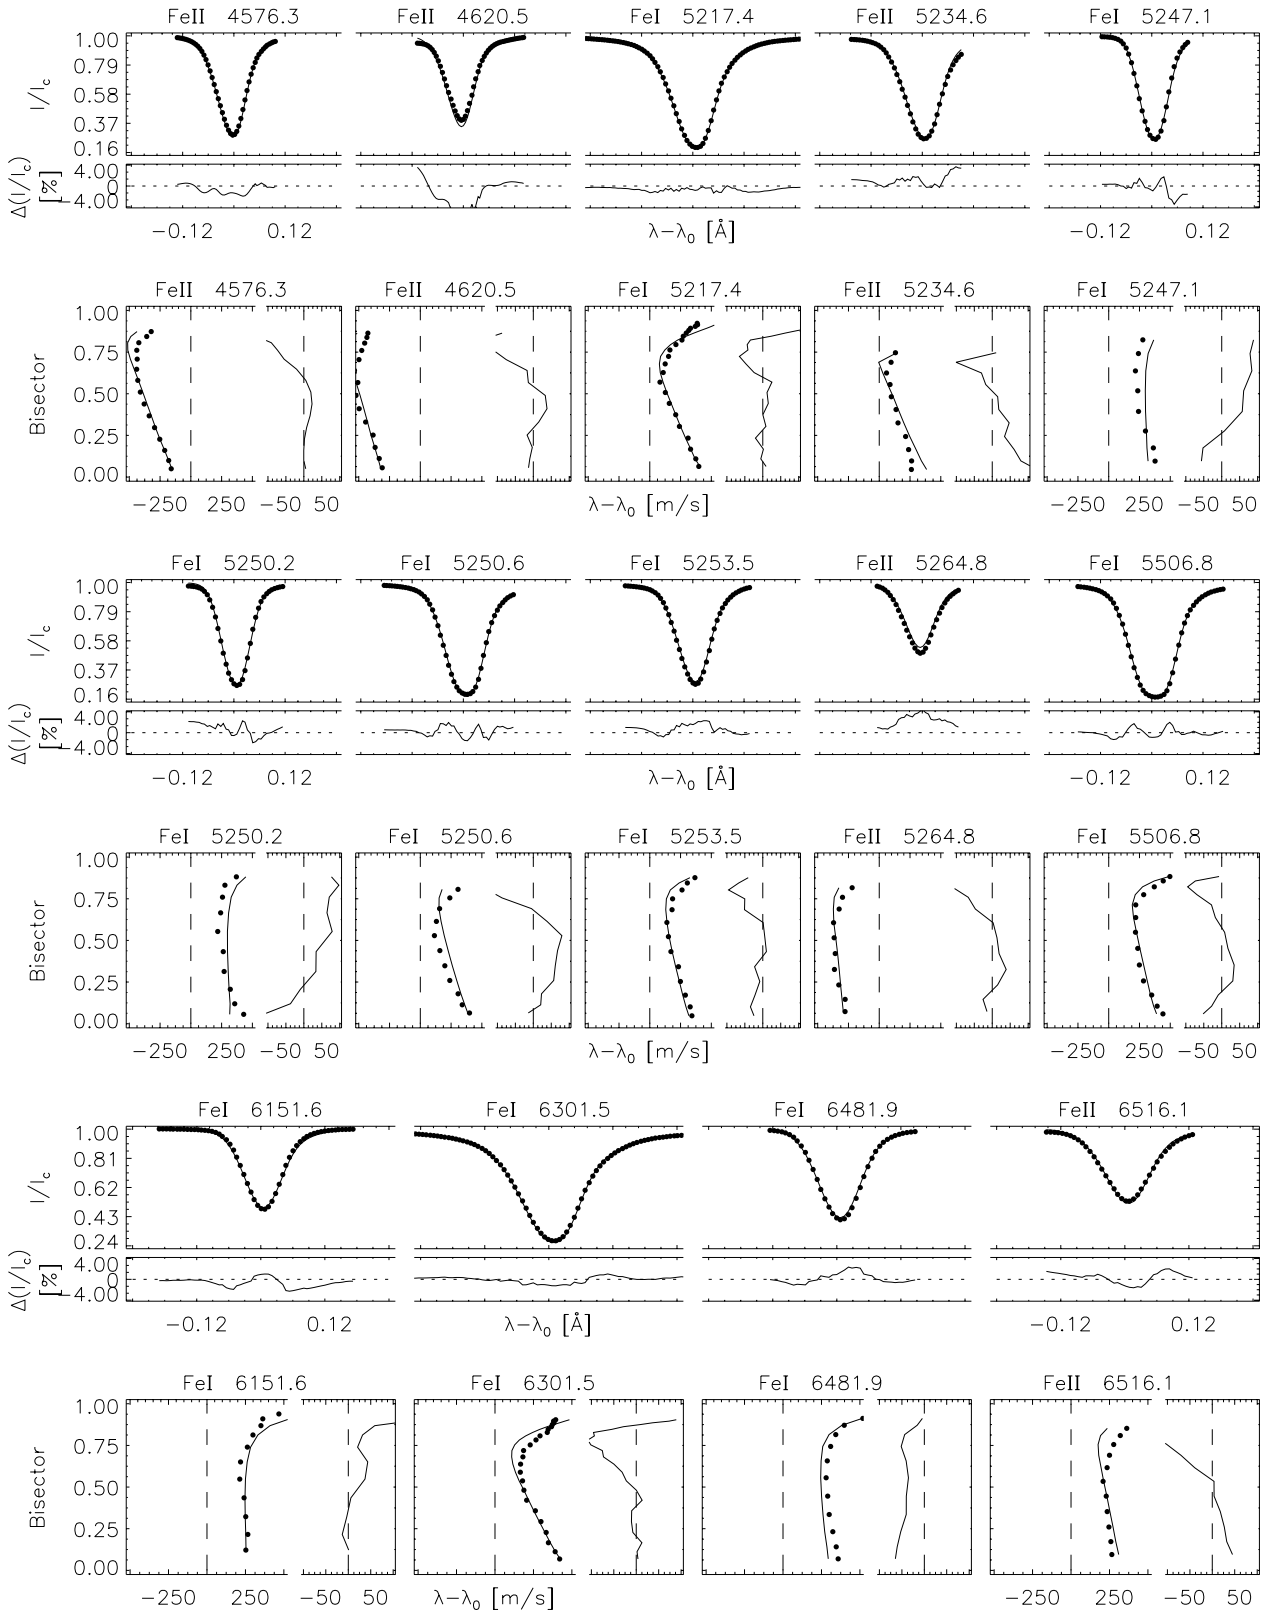 FeII 4576.3 FeII 4620.5 FeI 5217.4 FeII 5234.6 FeI 5247.1
1.00
0.79
0.58
0.37
0.16
I/Ic
4.00
0
−4.00
Δ(I/Ic) [%]
−0.12 0.12 λ−λ0 [Å] −0.12 0.12
FeII 4576.3 FeII 4620.5 FeI 5217.4 FeII 5234.6 FeI 5247.1
1.00
0.75
0.50
0.25
0.00
Bisector
−250 250 −50 50 λ−λ0 [m/s] −250 250 −50 50
FeI 5250.2 FeI 5250.6 FeI 5253.5 FeII 5264.8 FeI 5506.8
1.00
0.79
0.58
0.37
0.16
I/Ic
4.00
0
−4.00
Δ(I/Ic) [%]
−0.12 0.12 λ−λ0 [Å] −0.12 0.12
FeI 5250.2 FeI 5250.6 FeI 5253.5 FeII 5264.8 FeI 5506.8
1.00
0.75
0.50
0.25
0.00
Bisector
−250 250 −50 50 λ−λ0 [m/s] −250 250 −50 50
FeI 6151.6 FeI 6301.5 FeI 6481.9 FeII 6516.1
1.00
0.81
0.62
0.43
0.24
I/Ic
4.00
0
−4.00
Δ(I/Ic) [%]
−0.12 0.12 λ−λ0 [Å] −0.12 0.12
FeI 6151.6 FeI 6301.5 FeI 6481.9 FeII 6516.1
1.00
0.75
0.50
0.25
0.00
Bisector
−250 250 −50 50 λ−λ0 [m/s] −250 250 −50 50